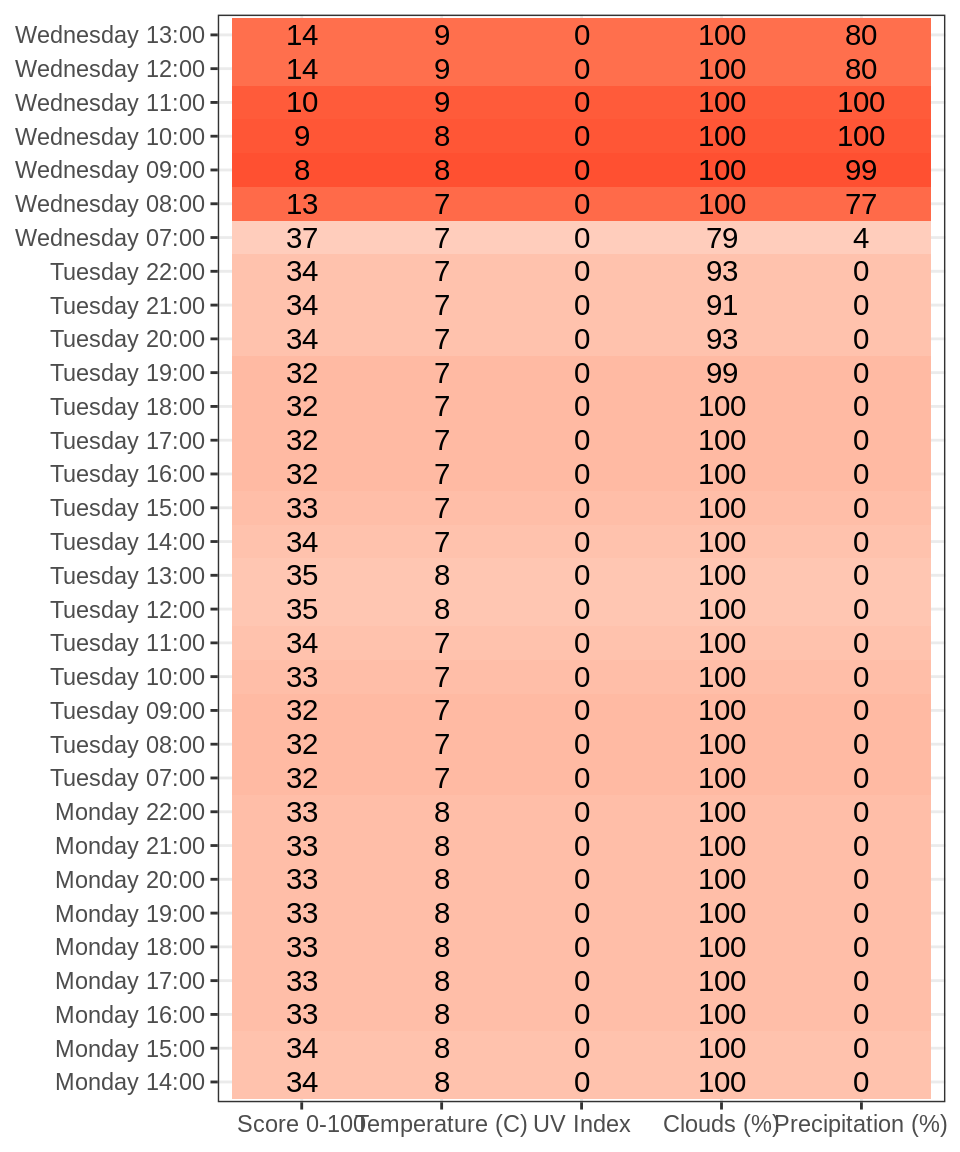 Wednesday 13:00 14 9 0 100 80
Wednesday 12:00 14 9 0 100 80
Wednesday 11:00 10 9 0 100 100
Wednesday 10:00 9 8 0 100 100
Wednesday 09:00 8 8 0 100 99
Wednesday 08:00 13 7 0 100 77
Wednesday 07:00 37 7 0 79 4
Tuesday 22:00 34 7 0 93 0
Tuesday 21:00 34 7 0 91 0
Tuesday 20:00 34 7 0 93 0
Tuesday 19:00 32 7 0 99 0
Tuesday 18:00 32 7 0 100 0
Tuesday 17:00 32 7 0 100 0
Tuesday 16:00 32 7 0 100 0
Tuesday 15:00 33 7 0 100 0
Tuesday 14:00 34 7 0 100 0
Tuesday 13:00 35 8 0 100 0
Tuesday 12:00 35 8 0 100 0
Tuesday 11:00 34 7 0 100 0
Tuesday 10:00 33 7 0 100 0
Tuesday 09:00 32 7 0 100 0
Tuesday 08:00 32 7 0 100 0
Tuesday 07:00 32 7 0 100 0
Monday 22:00 33 8 0 100 0
Monday 21:00 33 8 0 100 0
Monday 20:00 33 8 0 100 0
Monday 19:00 33 8 0 100 0
Monday 18:00 33 8 0 100 0
Monday 17:00 33 8 0 100 0
Monday 16:00 33 8 0 100 0
Monday 15:00 34 8 0 100 0
Monday 14:00 34 8 0 100 0
Score 0-100 Temperature (C) UV Index Clouds (%) Precipitation (%)